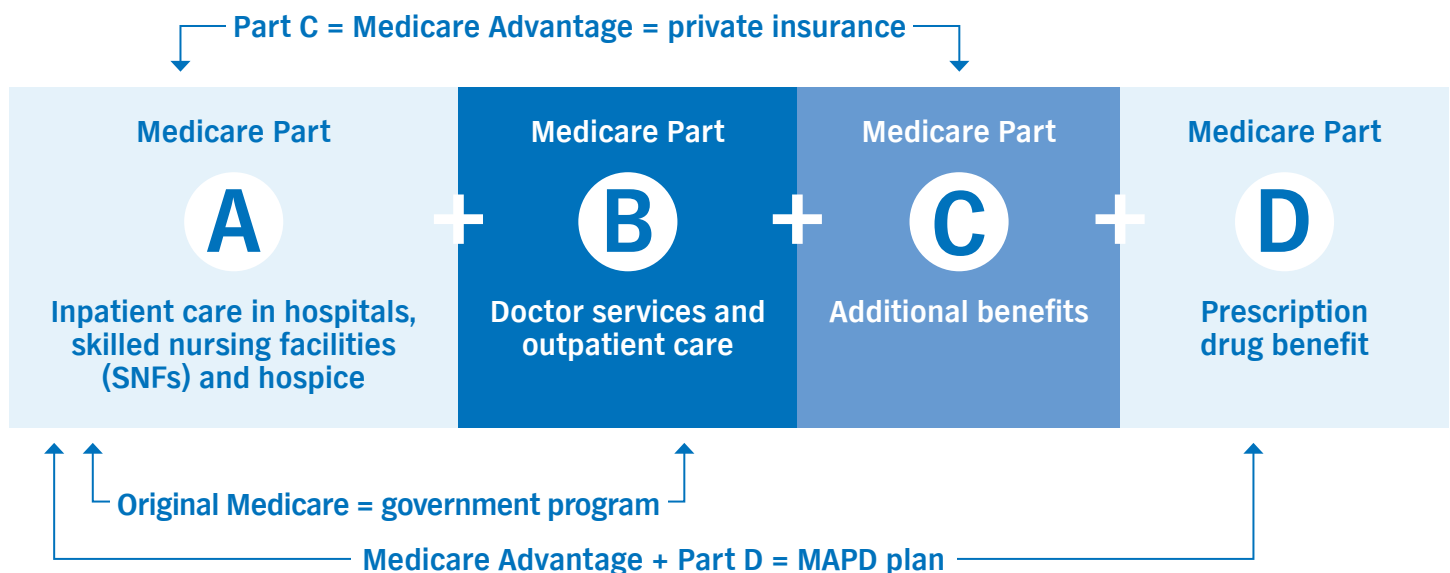 Part C = Medicare Advantage = private insurance
Medicare Part
A
Inpatient care in hospitals,
skilled nursing facilities
(SNFs) and hospice
+
Medicare Part
B
Doctor services and
outpatient care
+
Medicare Part
C
Additional benefits
+
Medicare Part
D
Prescription
drug benefit
Original Medicare = government program
Medicare Advantage + Part D = MAPD plan